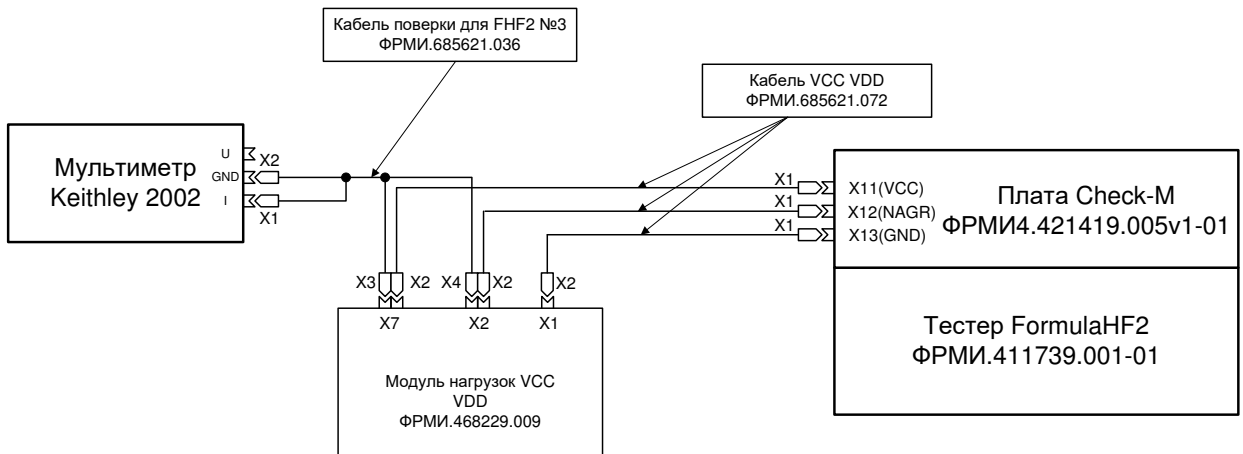 Кабель поверки для FHF2 №3
ФРМИ.685621.036
Кабель VCC VDD
ФРМИ.685621.072
Мультиметр
Keithley 2002
U
GND
I
X2
X1
X1
X1
X1
X11(VCC)
X12(NAGR)
X13(GND)
Плата Check-M
ФРМИ4.421419.005v1-01
X3
X2
X4
X2
X2
X7
X2
X1
Модуль нагрузок VCC
VDD
ФРМИ.468229.009
Тестер FormulaHF2
ФРМИ.411739.001-01